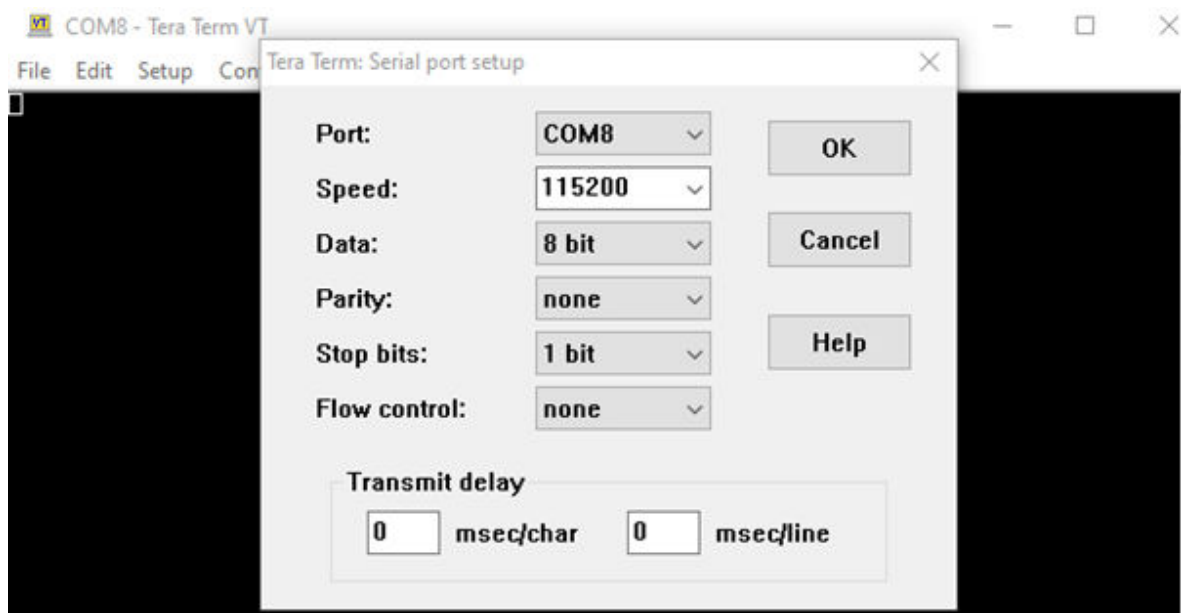 COM8 - Tera Term VT
File Edit Setup Con
Tera Term: Serial port setup
Port: COM8 OK
Speed: 115200
Data: 8 bit Cancel
Parity: none
Stop bits: 1 bit Help
Flow control: none
Transmit delay
0 msec/char 0 msec/line